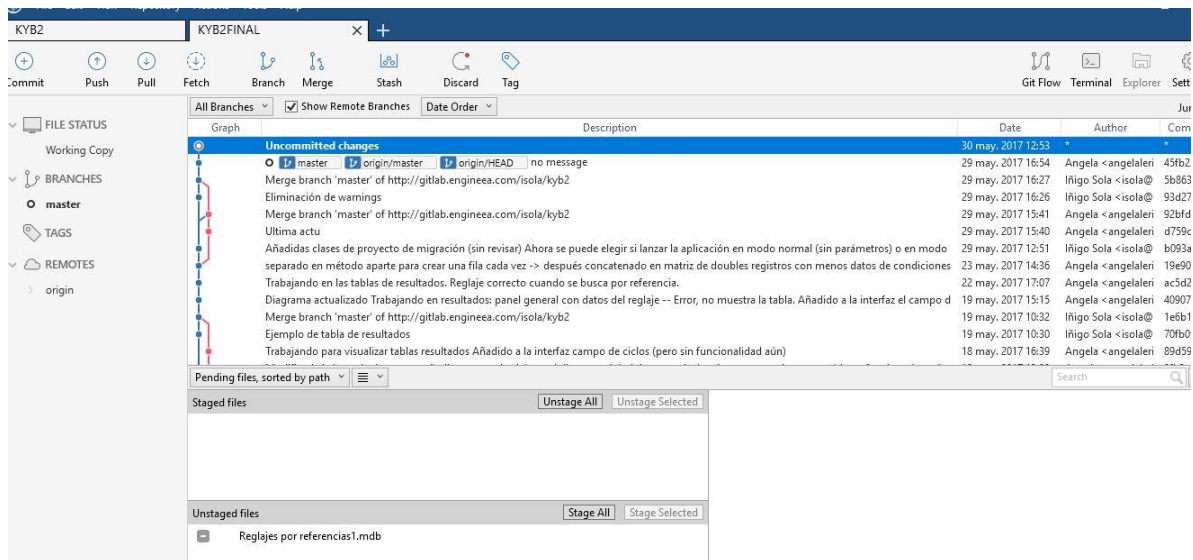 KYB2 KYB2FINAL
Commit Push Pull Fetch Branch Merge Stash Discard Tag Git Flow Terminal Explorer
All Branches Show Remote Branches Date Order
FILE STATUS
Working Copy
BRANCHES
master
TAGS
REMOTES
origin
Graph Description Date Author
Uncommitted changes 30 may. 2017 12:53 * *
master origin/master origin/HEAD no message 29 may. 2017 16:54 Angela <angelaleri 45fb2
Merge branch 'master' of http://gitlab.engineea.com/isola/kyb2 29 may. 2017 16:27 Iñigo Sola <isola@ 5b863
Eliminación de warnings 29 may. 2017 16:26 Iñigo Sola <isola@ 93d27
Merge branch 'master' of http://gitlab.engineea.com/isola/kyb2 29 may. 2017 15:41 Angela <angelaleri 92bfd
Ultima actu 29 may. 2017 15:40 Angela <angelaleri d759c
Añadidas clases de proyecto de migración (sin revisar) Ahora se puede elegir si lanzar la aplicación en modo normal (sin parámetros) o en modo 29 may. 2017 12:51 Iñigo Sola <isola@ b093a
separado en método aparte para crear una fila cada vez -> después concatenado en matriz de doubles registros con menos datos de condiciones 23 may. 2017 14:36 Angela <angelaleri 19e90
Trabajando en las tablas de resultados. Reglaje correcto cuando se busca por referencia. 22 may. 2017 17:07 Angela <angelaleri ac5d2
Diagrama actualizado Trabajando en resultados: panel general con datos del reglaje -- Error, no muestra la tabla. Añadido a la interfaz el campo d 19 may. 2017 15:15 Angela <angelaleri 40907
Merge branch 'master' of http://gitlab.engineea.com/isola/kyb2 19 may. 2017 10:32 Iñigo Sola <isola@ 1e6b1
Ejemplo de tabla de resultados 19 may. 2017 10:30 Iñigo Sola <isola@ 70fb0
Trabajando para visualizar tablas resultados Añadido a la interfaz campo de ciclos (pero sin funcionalidad aún) 18 may. 2017 16:39 Angela <angelaleri 89d59
Pending files, sorted by path Search
Staged files Unstage All Unstage Selected
Unstaged files Stage All Stage Selected
Reglajes por referencias1.mdb